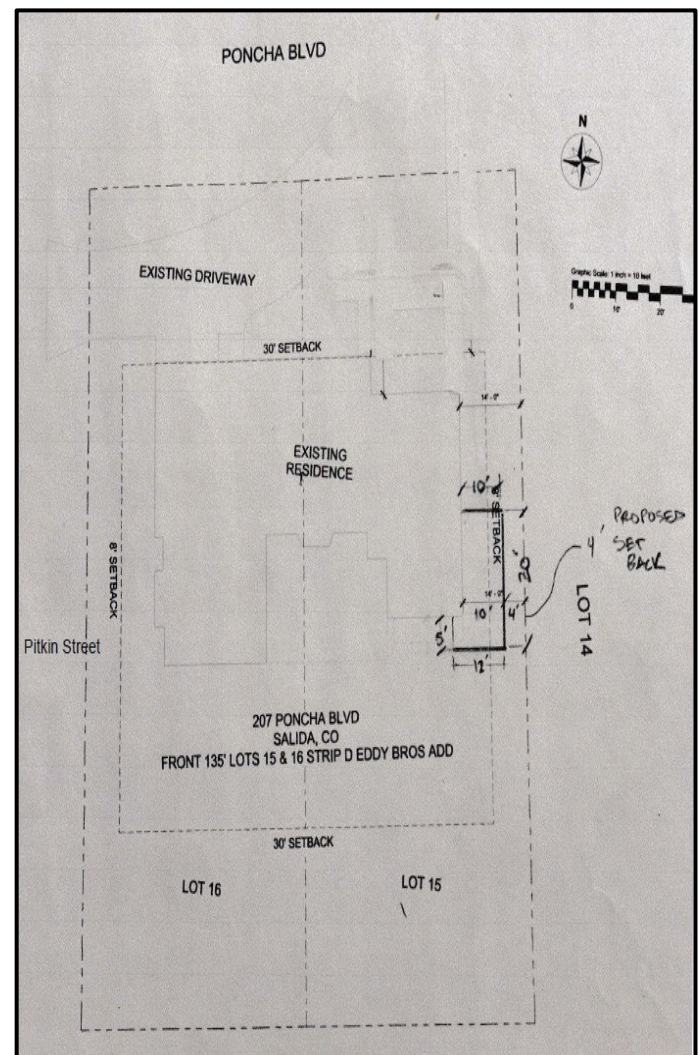 PONCHA BLVD
N
Graphic Scale: 1 inch = 10 feet
0 10' 20'
EXISTING DRIVEWAY
30' SETBACK
14'-0"
EXISTING
RESIDENCE
10'
8' SETBACK
20'
4' PROPOSED
SET
BACK
8' SETBACK
14'-0"
10'
4'
LOT 14
5'
12'
Pitkin Street
207 PONCHA BLVD
SALIDA, CO
FRONT 135' LOTS 15 & 16 STRIP D EDDY BROS ADD
30' SETBACK
LOT 16
LOT 15